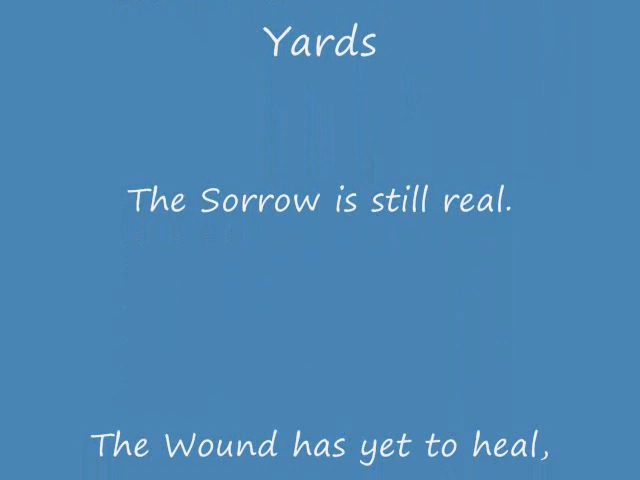 Yards
The Sorrow is still real.
The Wound has yet to heal,